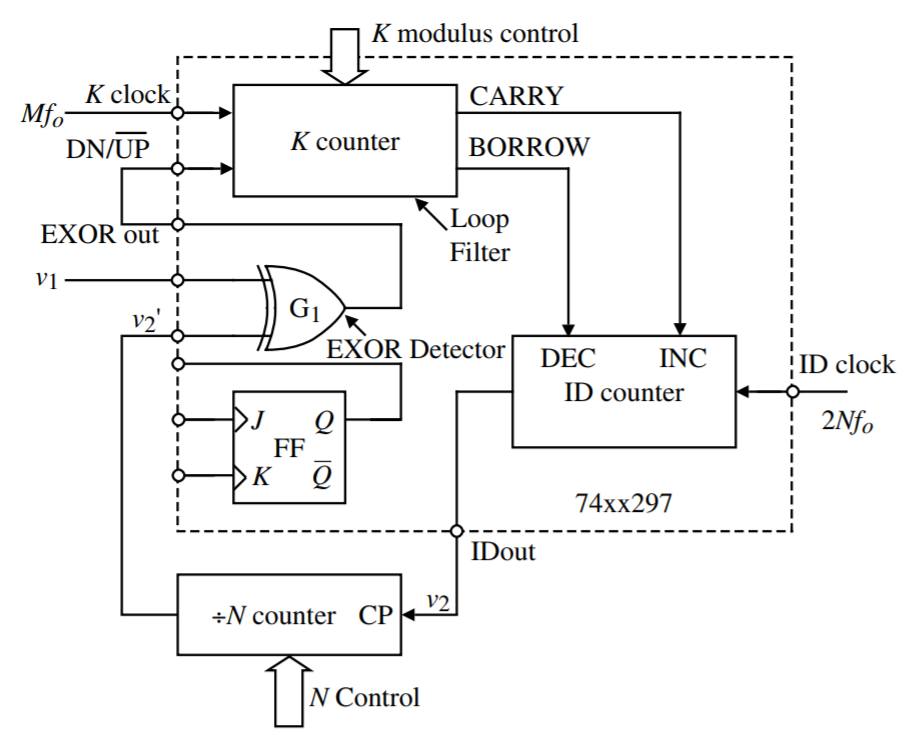 K modulus control
K clock
Mfₒ
CARRY
DN/U̅P̅
K counter
BORROW
EXOR out
Loop
Filter
v₁
G₁
v₂'
EXOR Detector
DEC INC
ID counter
ID clock
2Nfₒ
J Q
FF
K Q̅
74xx297
IDout
÷N counter CP
v₂
N Control